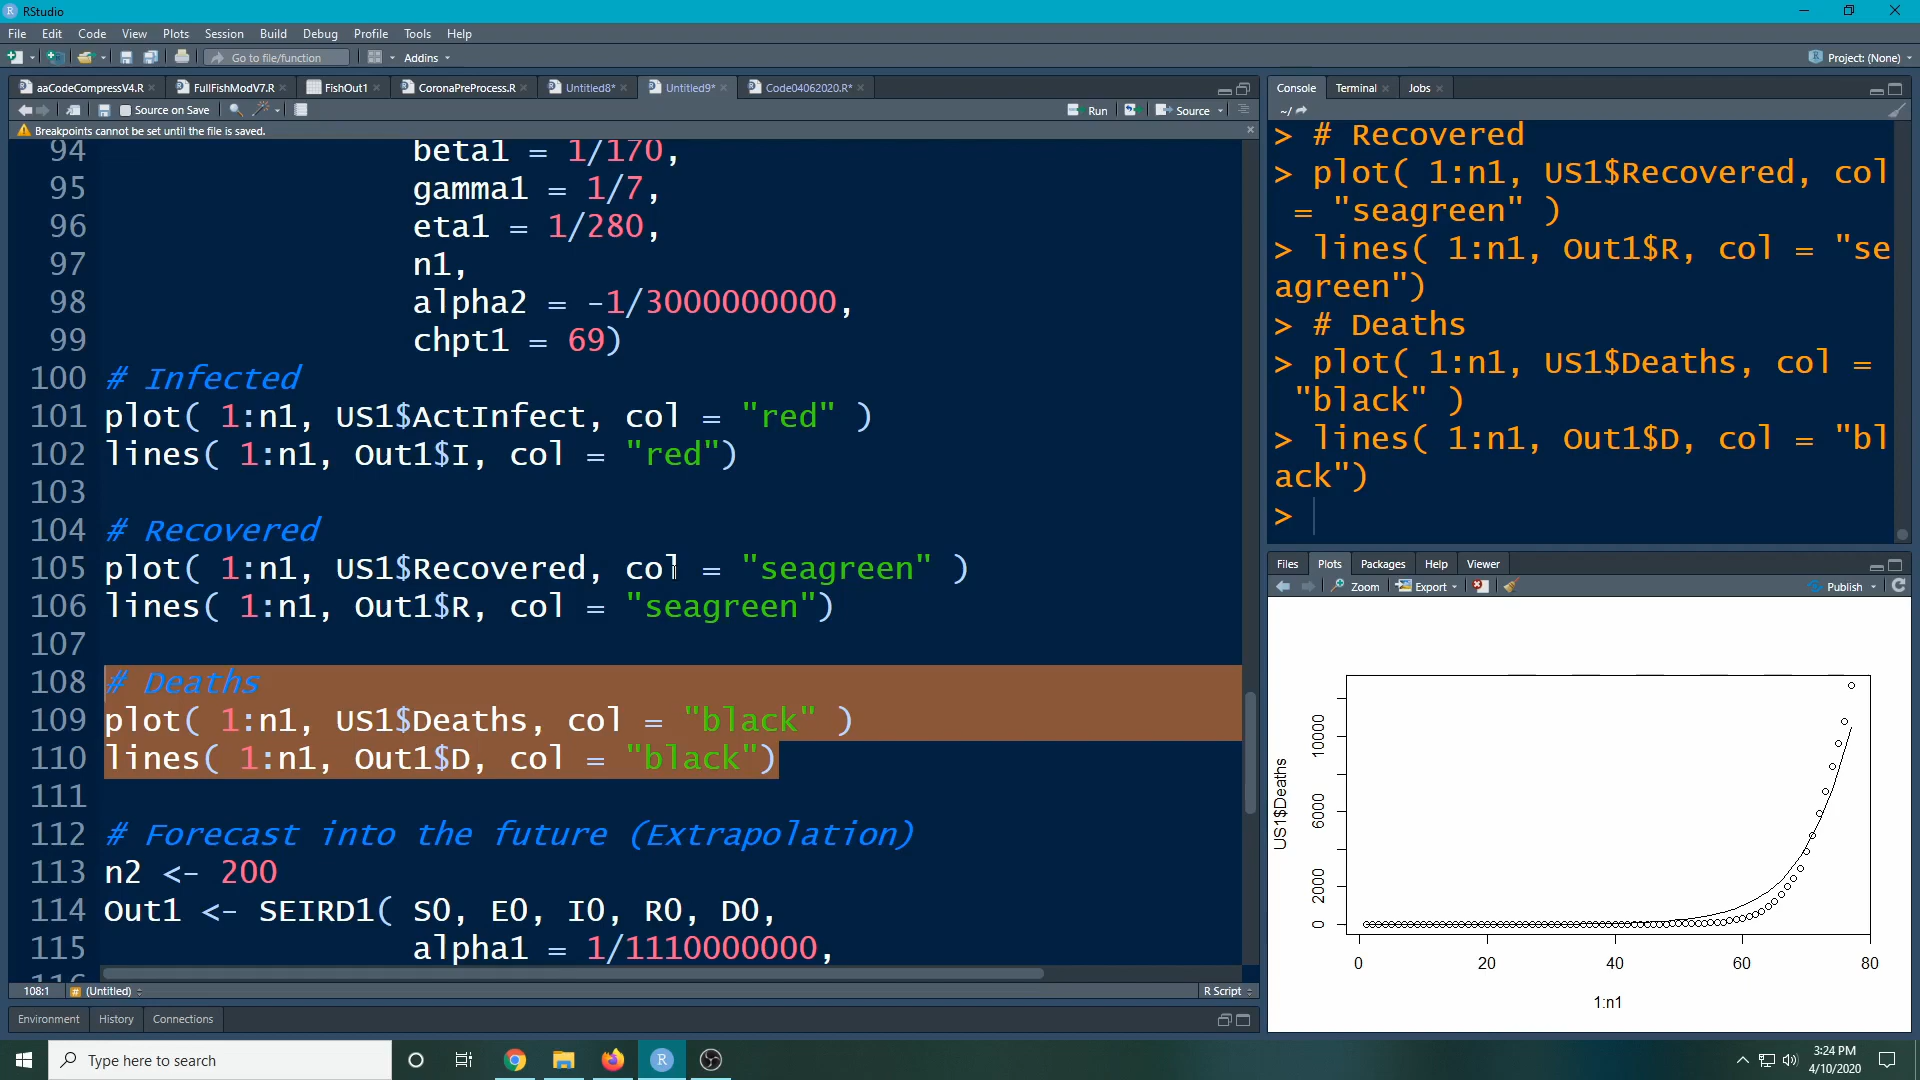 RStudio
File Edit Code View Plots Session Build Debug Profile Tools Help
Go to file/function Addins Project: (None)
aaCodeCompressV4.R FullFishModV7.R FishOut1 CoronaPreProcess.R Untitled8* Untitled9* Code04062020.R*
Source on Save Run Source
Breakpoints cannot be set until the file is saved.
94 beta1 = 1/170,
95 gamma1 = 1/7,
96 eta1 = 1/280,
97 n1,
98 alpha2 = -1/3000000000,
99 chpt1 = 69)
100 # Infected
101 plot( 1:n1, US1$ActInfect, col = "red" )
102 lines( 1:n1, Out1$I, col = "red")
103
104 # Recovered
105 plot( 1:n1, US1$Recovered, col = "seagreen" )
106 lines( 1:n1, Out1$R, col = "seagreen")
107
108 # Deaths
109 plot( 1:n1, US1$Deaths, col = "black" )
110 lines( 1:n1, Out1$D, col = "black")
111
112 # Forecast into the future (Extrapolation)
113 n2 <- 200
114 Out1 <- SEIRD1( S0, E0, I0, R0, D0,
115 alpha1 = 1/1110000000,
108:1 (Untitled) R Script
Environment History Connections
Console Terminal Jobs
~/
> # Recovered
> plot( 1:n1, US1$Recovered, col
= "seagreen" )
> lines( 1:n1, Out1$R, col = "se
agreen")
> # Deaths
> plot( 1:n1, US1$Deaths, col =
"black" )
> lines( 1:n1, Out1$D, col = "bl
ack")
>
Files Plots Packages Help Viewer
Zoom Export Publish
US1$Deaths
10000
6000
2000
0
0 20 40 60 80
1:n1
Type here to search
3:24 PM
4/10/2020